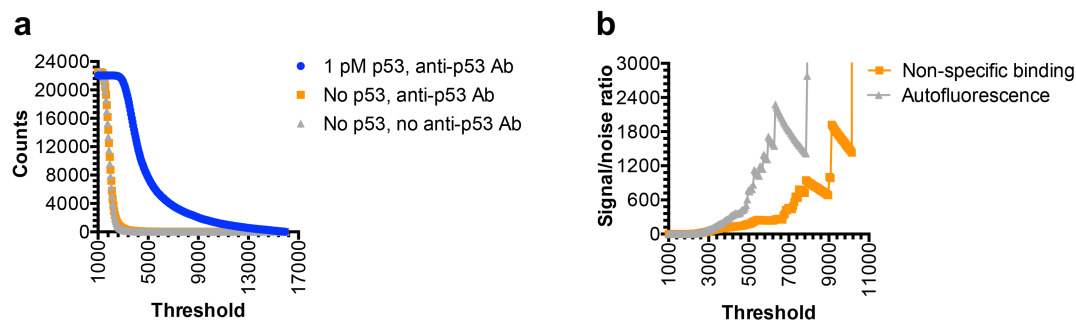 a
24000
20000
16000
12000
8000
4000
0
Counts
1000
5000
9000
13000
17000
Threshold
1 pM p53, anti-p53 Ab
No p53, anti-p53 Ab
No p53, no anti-p53 Ab
b
3000
2400
1800
1200
600
0
Signal/noise ratio
1000
3000
5000
7000
9000
11000
Threshold
Non-specific binding
Autofluorescence